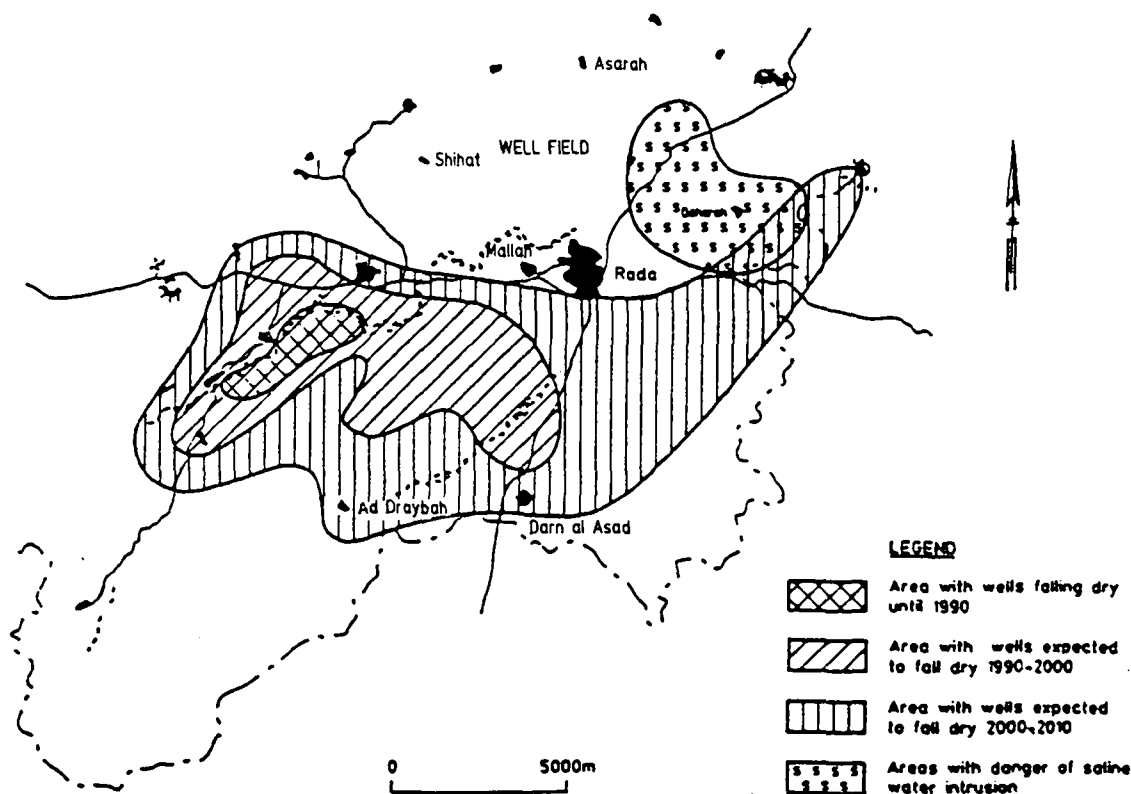 Asarah
WELL FIELD
Shihat
Mallah
Rada
Ad Draybah
Darn al Asad
LEGEND
Area with wells falling dry
until 1990
Area with wells expected
to fall dry 1990-2000
Area with wells expected
to fall dry 2000-2010
Areas with danger of saline
water intrusion
0 5000m